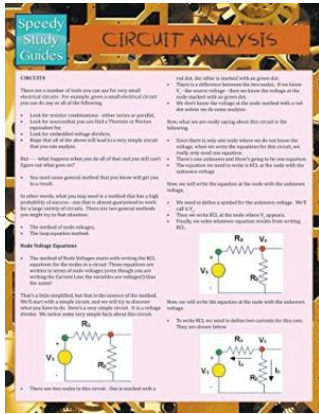 Speedy
Study
Guides
CIRCUIT ANALYSIS
CIRCUITS
There are a number of tools you can use for very small
electrical circuits. For example, given a small electrical circuit
you can do any or all of the following.
• Look for resistor combinations - either series or parallel,
• Look for sources that you find a Thevenin or Norton
equivalent for,
• Look for embedded voltage dividers,
• Hope that all of the above will lead to a very simple circuit
that you can analyze.
But - - - what happens when you do all of that and you still can't
figure out what goes on?
• You need some general method that you know will get you
to a result.
In other words, what you may need is a method that has a high
probability of success - one that is almost guaranteed to work
for a large variety of circuits. There are two general methods
you might try in that situation.
• The method of node voltages,
• The loop equation method.
Node Voltage Equations
• The method of Node Voltages starts with writing the KCL
equations for the nodes in a circuit. Those equations are
written in terms of node voltages (even though you are
writing the Current Law, the variables are voltages!) thus
the name!
That's a little simplified, but that is the essence of the method.
We'll start with a simple circuit, and we will try to discover
what you have to do. Here's a very simple circuit. It is a voltage
divider. We notice some very simple facts about this circuit.
Ra
Rb
• There are two nodes in this circuit. One is marked with a
red dot, the other is marked with an green dot.
• There is a difference between the two nodes. If we know
Vs - the source voltage - then we know the voltage at the
node marked with an green dot.
• We don't know the voltage at the node marked with a red
dot unless we do some analysis.
Now, what we are really saying about this circuit is the
following.
• Since there is only one node where we do not know the
voltage, when we write the equations for this circuit, we
really only need one equation.
• There's one unknown and there's going to be one equation.
• The equation we need to write is KCL at the node with the
unknown voltage
Now, we will write the equation at the node with the unknown
voltage.
• We need to define a symbol for the unknown voltage. We'll
call it Vx.
• Then we write KCL at the node where Vx appears.
• Finally, we solve whatever equation results from writing
KCL.
Ra
Vx
Vs
Rb
Now, we will write the equation at the node with the unknown
voltage.
• To write KCL we need to define two currents for this case.
They are shown below
Ra
Vx
Ia
Ib
Vs
Rb